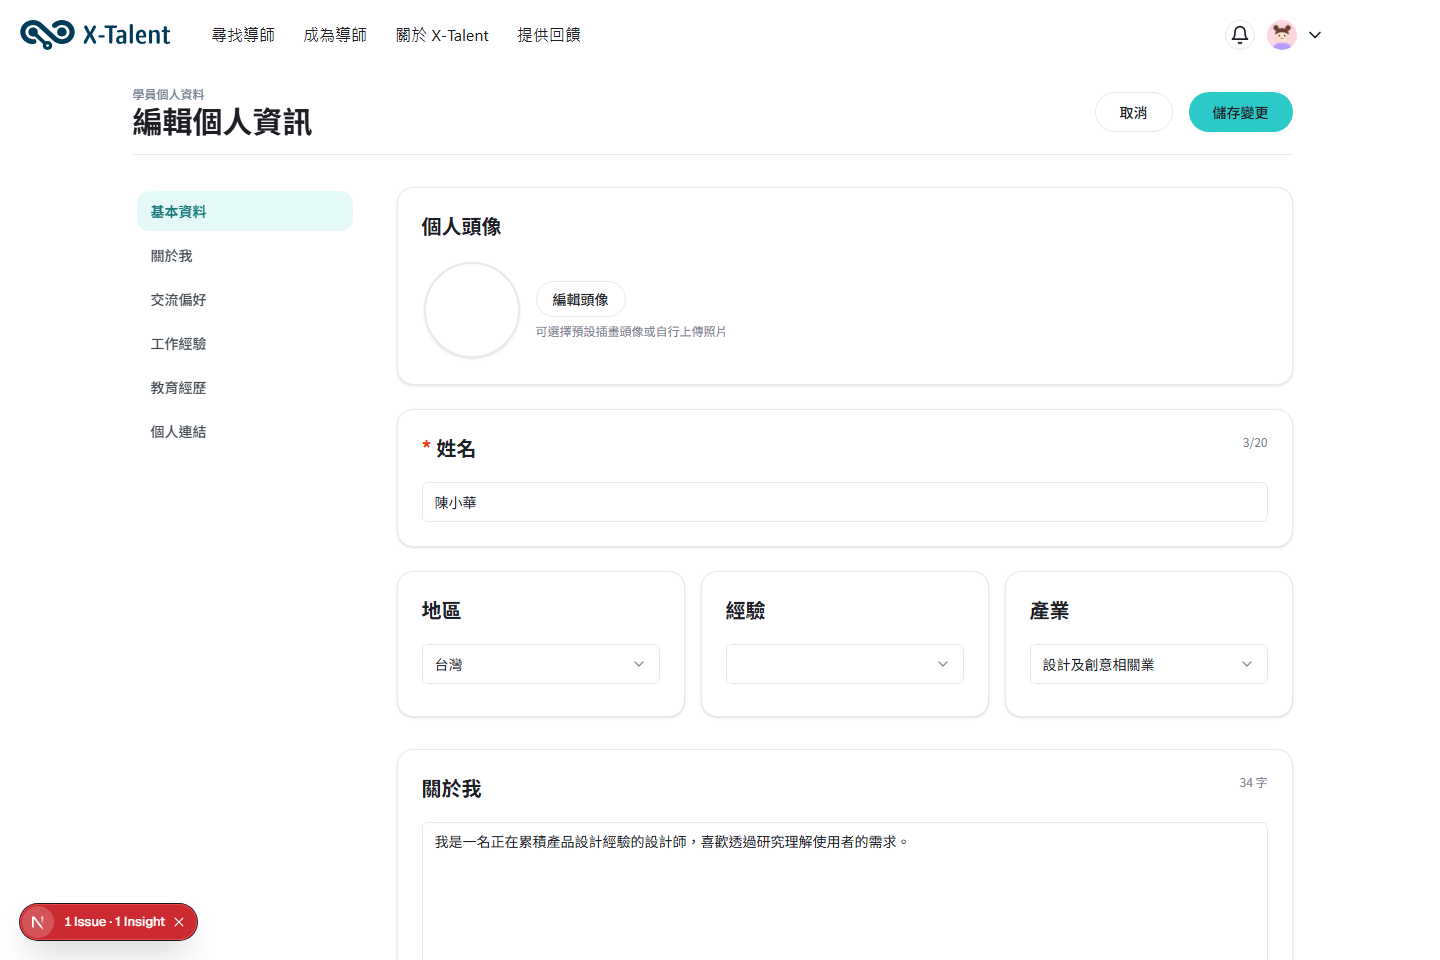 X-Talent
尋找導師
成為導師
關於 X-Talent
提供回饋
學員個人資料
編輯個人資訊
取消
儲存變更
基本資料
關於我
交流偏好
工作經驗
教育經歷
個人連結
個人頭像
編輯頭像
可選擇預設插畫頭像或自行上傳照片
* 姓名
3/20
陳小華
地區
台灣
經驗
產業
設計及創意相關業
關於我
34 字
我是一名正在累積產品設計經驗的設計師，喜歡透過研究理解使用者的需求。
N
1 Issue · 1 Insight